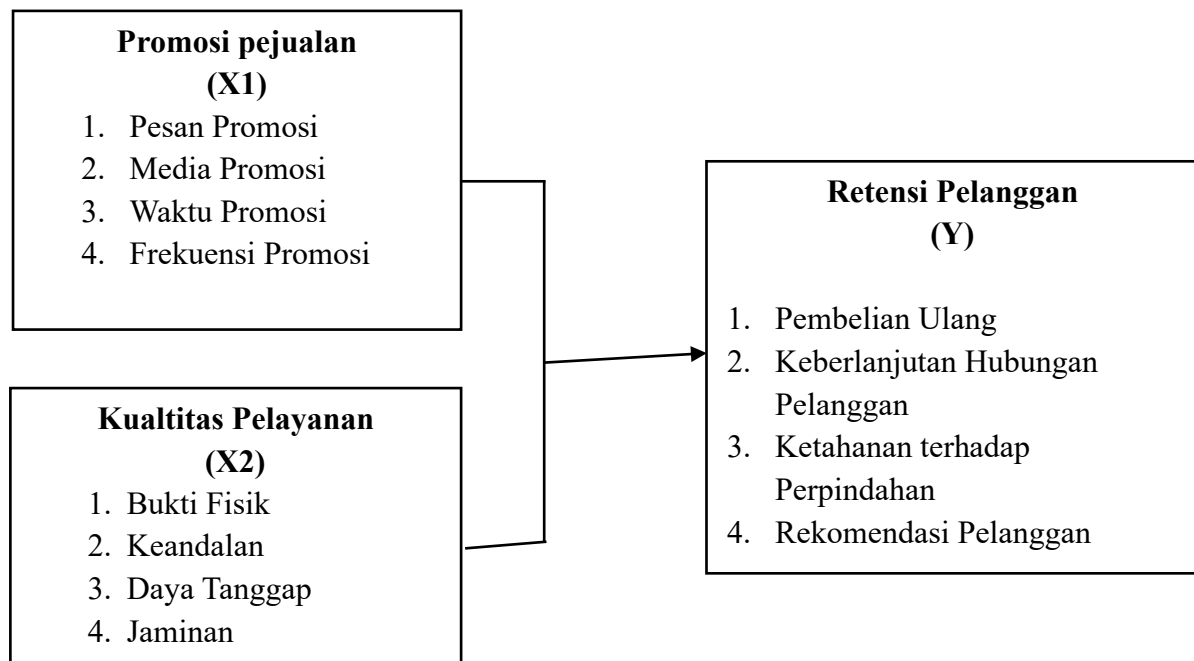 Promosi pejualan
(X1)
1. Pesan Promosi
2. Media Promosi
3. Waktu Promosi
4. Frekuensi Promosi
Kualtitas Pelayanan
(X2)
1. Bukti Fisik
2. Keandalan
3. Daya Tanggap
4. Jaminan
Retensi Pelanggan
(Y)
1. Pembelian Ulang
2. Keberlanjutan Hubungan
Pelanggan
3. Ketahanan terhadap
Perpindahan
4. Rekomendasi Pelanggan